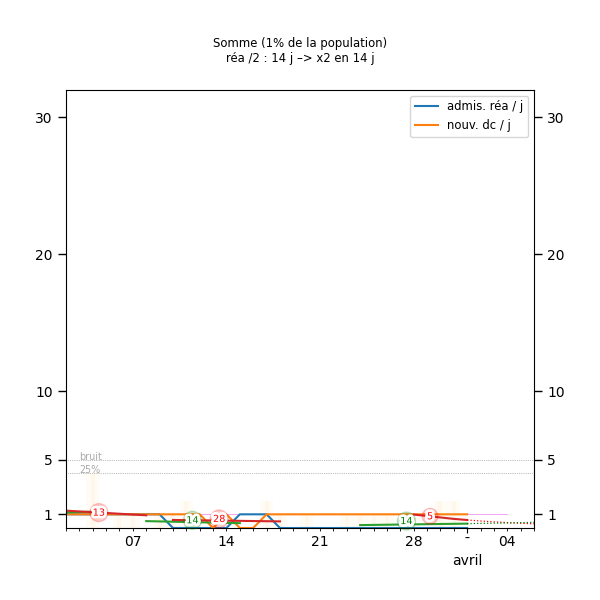 Somme (1% de la population)
réa /2 : 14 j –> x2 en 14 j
admis. réa / j
nouv. dc / j
30 30
20 20
10 10
5 5
bruit
25%
1 1
13
14
28
14
5
07 14 21 28 - 04
avril